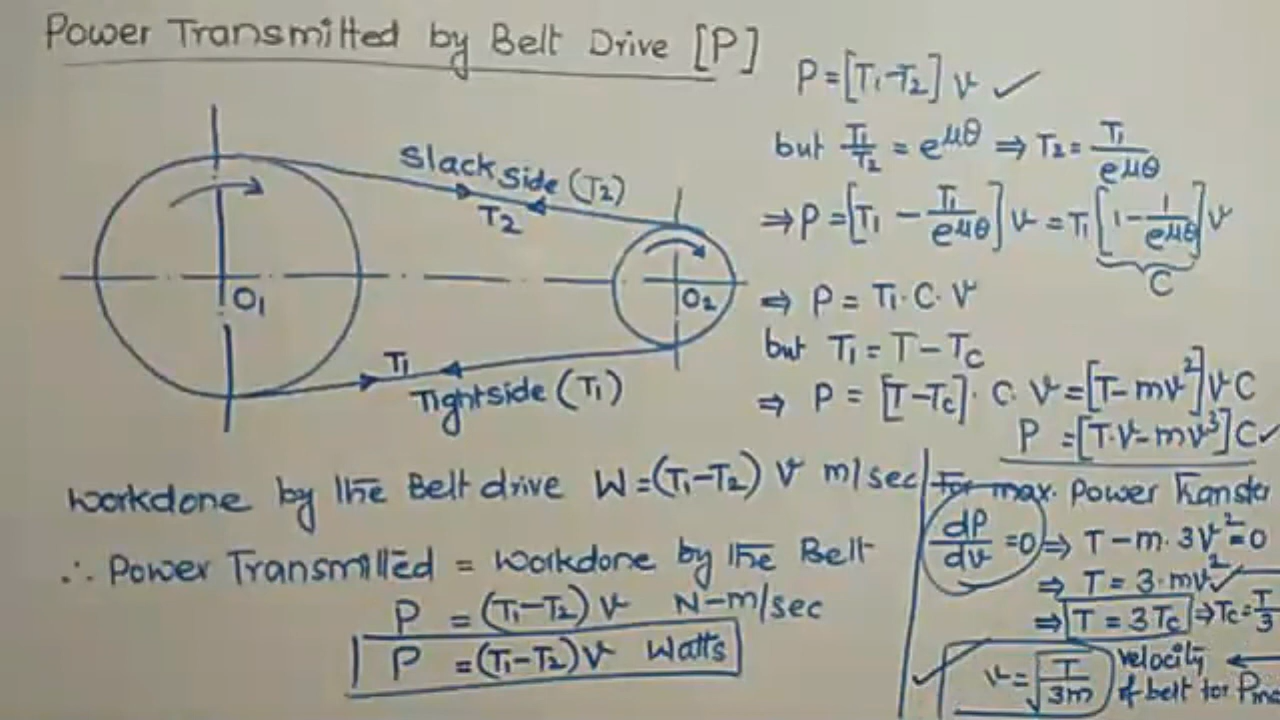 Power Transmitted by Belt Drive [P]
Slack Side (T₂)
T₂
O₁
O₂
T₁
Tight side (T₁)
Workdone by the Belt drive W = (T₁-T₂) v m/sec
∴ Power Transmitted = workdone by the Belt
P = (T₁-T₂) v N-m/sec
P = (T₁-T₂) v Watts
P = [T₁-T₂] v ✓
but T₁/T₂ = e^μθ ⇒ T₂ = T₁/e^μθ
⇒ P = [T₁ - T₁/e^μθ] v = T₁ [1 - 1/e^μθ] v
C
⇒ P = T₁. C. v
but T₁ = T - Tc
⇒ P = [T-Tc]. C. v = [T-mv²] v C
P = [T.v - mv³] C ✓
For max. Power Transfer
dP/dv = 0 ⇒ T - m. 3v² = 0
⇒ T = 3.mv² ✓
⇒ T = 3Tc ⇒ Tc = T/3
✓ v = √(T/3m) velocity ←
of belt for Pma